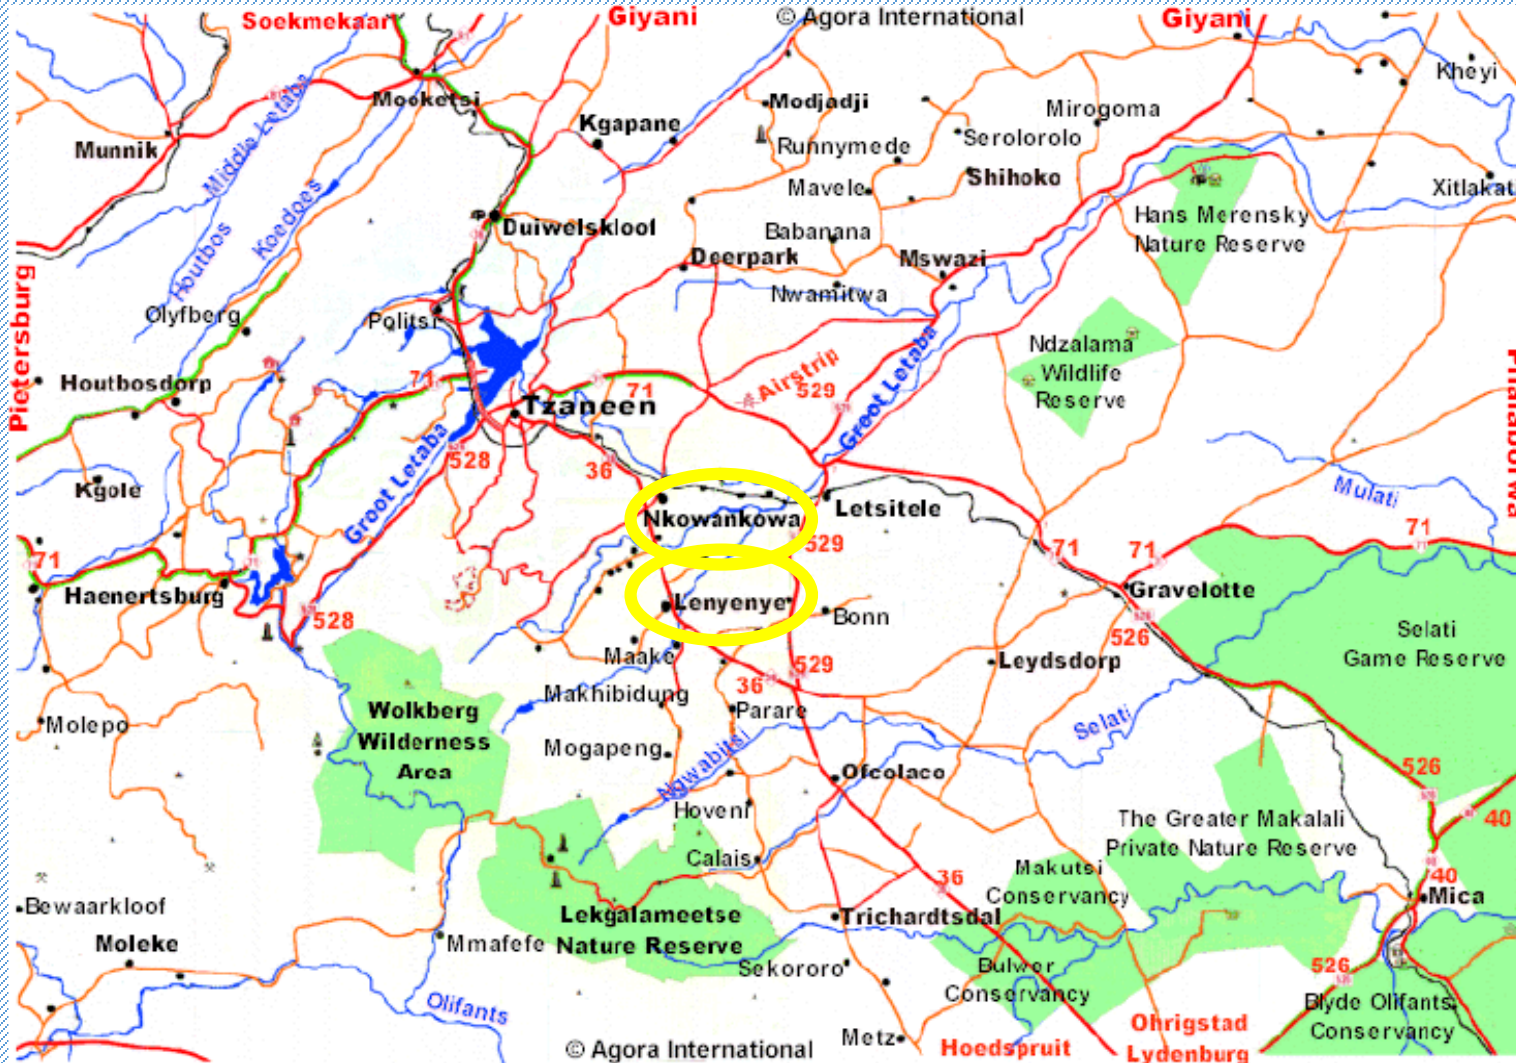 Soekmekaar
Giyani
© Agora International
Giyani
Kheyi
Mooketsi
Modjadji
Mirogoma
Munnik
Middle Letaba
Kgapane
Runnymede
Serolorolo
Koedoes
Mavele
Shihoko
Xitlakat
Houtbos
Duiwelsklool
Babanana
Hans Merensky
Nature Reserve
Deerpark
Mswazi
Nwamitwa
Pietersburg
Olyfberg
Politsi
Ndzalama
Wildlife
Reserve
Phalaborwa
Houtbosdorp
71
Airstrip
71
529
Groot Letaba
Tzaneen
Groot Letaba
528
36
Kgole
Nkowankowa
Letsitele
Mulati
71
529
71
71
71
Haenertsburg
Lenyenye
Bonn
Gravelotte
528
526
Selati
Game Reserve
Maake
529
Leydsdorp
36
Makhibidung
Parare
Molepo
Wolkberg
Wilderness
Area
Selati
Mogapeng
Ngwabitsi
Ofcolaco
526
Hoveni
The Greater Makalali
Private Nature Reserve
40
Calais
Makutsi
Conservancy
36
40
Mica
Bewaarkloof
Lekgalameetse
Nature Reserve
Trichardtsdal
Moleke
Mmafefe
Sekororo
Bulwer
Conservancy
526
Olifants
Blyde Olifants
Conservancy
Metz
© Agora International
Hoedspruit
Ohrigstad
Lydenburg